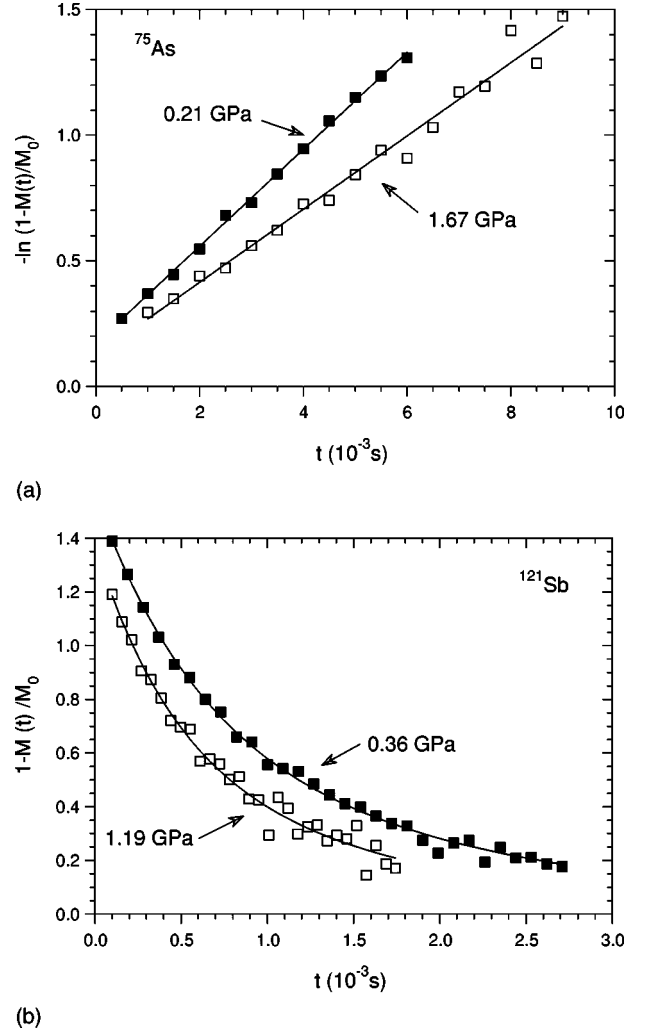 1.5
⁷⁵As
0.21 GPa
1.0
1.67 GPa
0.5
0.0
-ln (1-M(t)/M₀)
0 2 4 6 8 10
t (10⁻³s)
(a)
1.4
¹²¹Sb
1.2
1.0
0.8
0.36 GPa
0.6
0.4
1.19 GPa
0.2
0.0
1-M (t) /M₀
0.0 0.5 1.0 1.5 2.0 2.5 3.0
t (10⁻³s)
(b)